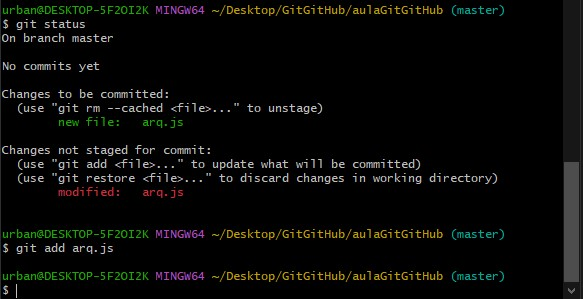 urban@DESKTOP-5F2OI2K MINGW64 ~/Desktop/GitGitHub/aulaGitGitHub (master)
$ git status
On branch master
No commits yet
Changes to be committed:
  (use "git rm --cached <file>..." to unstage)
        new file:   arq.js
Changes not staged for commit:
  (use "git add <file>..." to update what will be committed)
  (use "git restore <file>..." to discard changes in working directory)
        modified:   arq.js
urban@DESKTOP-5F2OI2K MINGW64 ~/Desktop/GitGitHub/aulaGitGitHub (master)
$ git add arq.js
urban@DESKTOP-5F2OI2K MINGW64 ~/Desktop/GitGitHub/aulaGitGitHub (master)
$